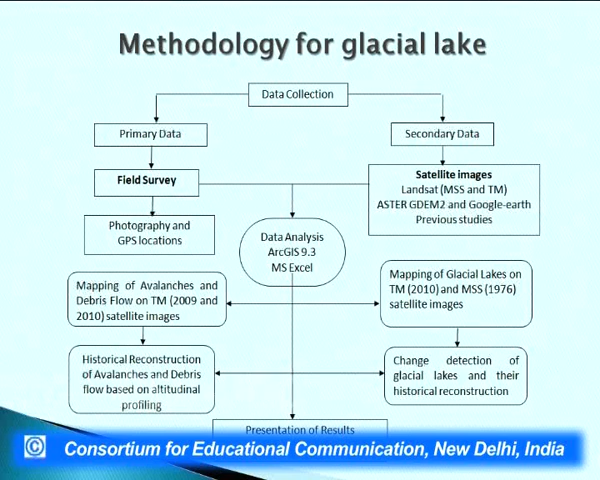 Methodology for glacial lake
Data Collection
Primary Data
Secondary Data
Field Survey
Satellite images
Landsat (MSS and TM)
ASTER GDEM2 and Google-earth
Previous studies
Photography and
GPS locations
Data Analysis
ArcGIS 9.3
MS Excel
Mapping of Avalanches and
Debris Flow on TM (2009 and
2010) satellite images
Mapping of Glacial Lakes on
TM (2010) and MSS (1976)
satellite images
Historical Reconstruction
of Avalanches and Debris
flow based on altitudinal
profiling
Change detection of
glacial lakes and their
historical reconstruction
Presentation of Results
© Consortium for Educational Communication, New Delhi, India